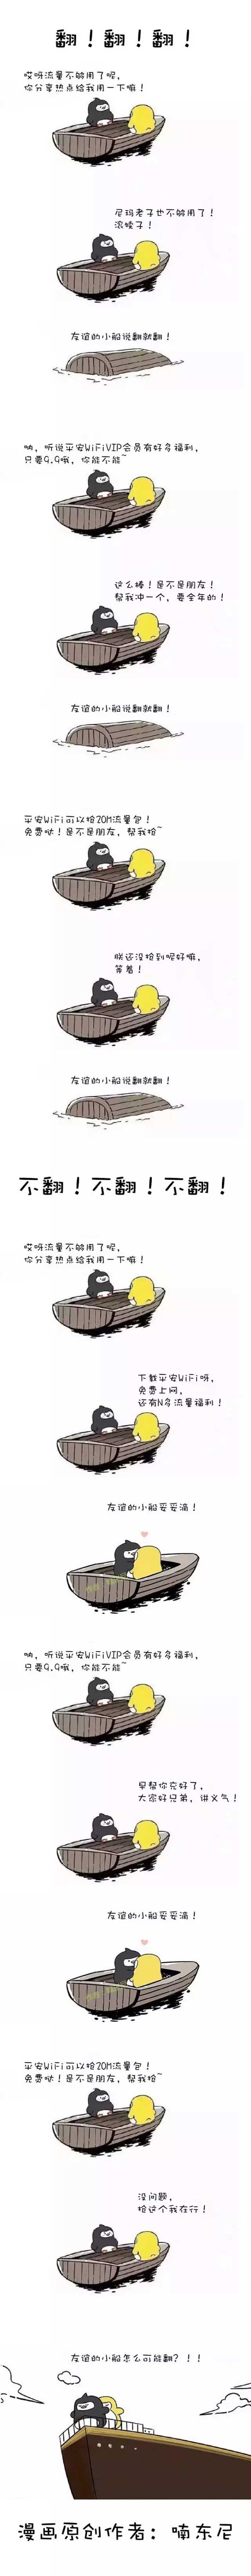 翻！翻！翻！
哎呀流量不够用了呢，
你分享热点给我用一下嘛！
尼玛老子也不够用了！
滚犊子！
友谊的小船说翻就翻！
呐，听说平安WiFiVIP会员有好多福利，
只要9.9哦，你能不能~
这么棒！是不是朋友！
帮我冲一个，要全年的！
友谊的小船说翻就翻！
平安WiFi可以抢20M流量包！
免费哒！是不是朋友，帮我抢~
朕还没抢到呢好嘛，
等着！
友谊的小船说翻就翻！
不翻！不翻！不翻！
哎呀流量不够用了呢，
你分享热点给我用一下嘛！
下载平安WiFi呀，
免费上网，
还有N多流量福利！
友谊的小船妥妥滴！
呐，听说平安WiFiVIP会员有好多福利，
只要9.9哦，你能不能~
早帮你充好了，
大家好兄弟，讲义气！
友谊的小船妥妥滴！
平安WiFi可以抢20M流量包！
免费哒！是不是朋友，帮我抢~
没问题，
抢这个我在行！
友谊的小船怎么可能翻？！！
漫画原创作者：喃东尼